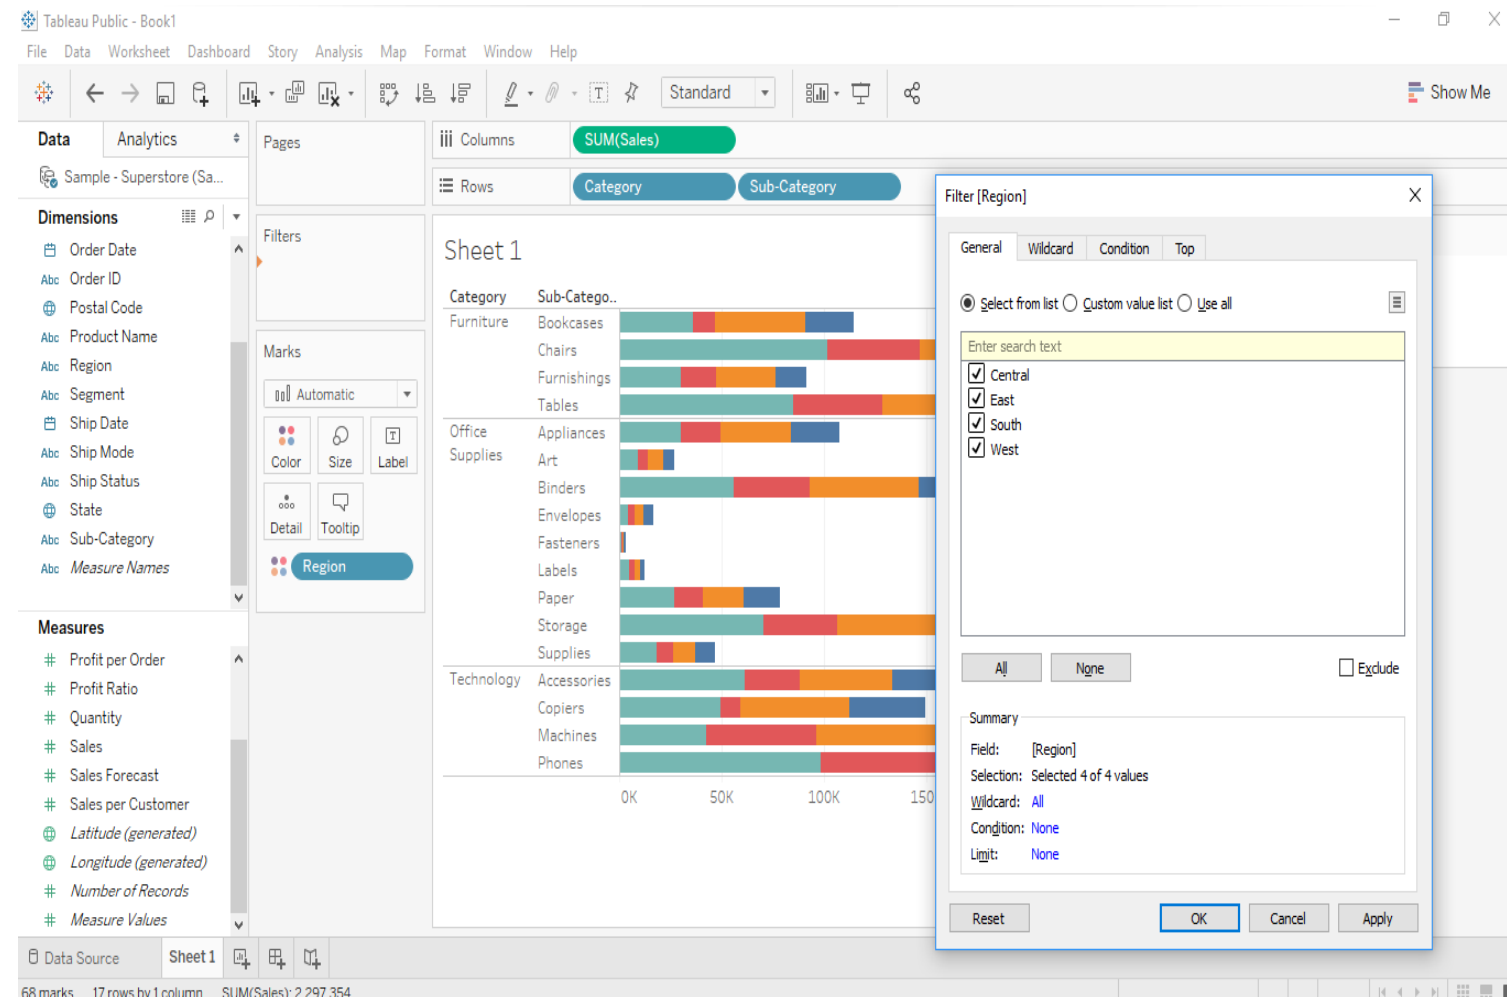 Tableau Public - Book1
File Data Worksheet Dashboard Story Analysis Map Format Window Help
Standard
Show Me
Data Analytics
Pages
Columns
SUM(Sales)
Sample - Superstore (Sa...
Rows
Category
Sub-Category
Dimensions
Order Date
Abc Order ID
Postal Code
Abc Product Name
Abc Region
Abc Segment
Ship Date
Abc Ship Mode
Abc Ship Status
State
Abc Sub-Category
Abc Measure Names
Measures
# Profit per Order
# Profit Ratio
# Quantity
# Sales
# Sales Forecast
# Sales per Customer
Latitude (generated)
Longitude (generated)
# Number of Records
# Measure Values
Filters
Marks
Automatic
Color Size Label
Detail Tooltip
Region
Sheet 1
Category Sub-Catego..
Furniture Bookcases
Chairs
Furnishings
Tables
Office Supplies Appliances
Art
Binders
Envelopes
Fasteners
Labels
Paper
Storage
Supplies
Technology Accessories
Copiers
Machines
Phones
0K 50K 100K 150
Filter [Region]
General Wildcard Condition Top
Select from list Custom value list Use all
Enter search text
Central
East
South
West
All None Exclude
Summary
Field: [Region]
Selection: Selected 4 of 4 values
Wildcard: All
Condition: None
Limit: None
Reset OK Cancel Apply
Data Source Sheet 1
68 marks 17 rows by 1 column SUM(Sales): 2,297,354